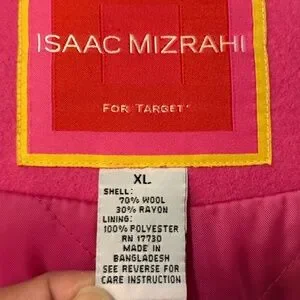 ISAAC MIZRAHI
FOR TARGET*
XL
SHELL:
70% WOOL
30% RAYON
LINING:
100% POLYESTER
RN 17730
MADE IN
BANGLADESH
SEE REVERSE FOR
CARE INSTRUCTION